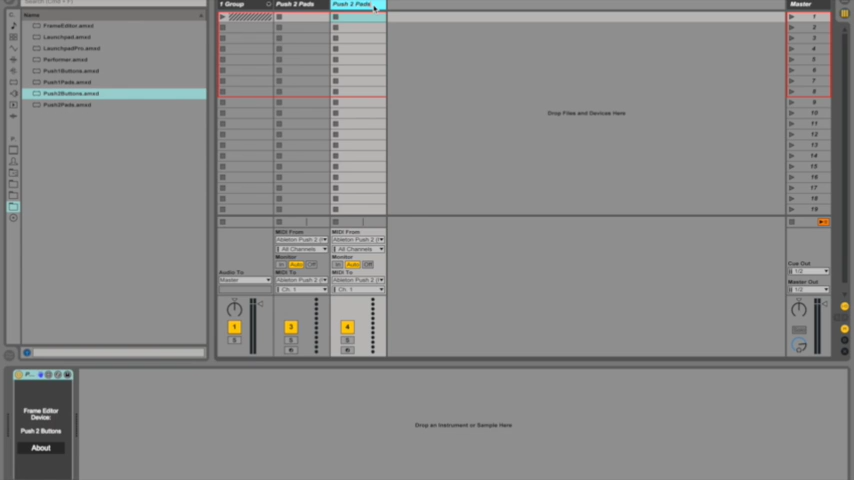 Name
FrameEditor.amxd
Launchpad.amxd
LaunchpadPro.amxd
Performer.amxd
Push1Buttons.amxd
Push1Pads.amxd
Push2Buttons.amxd
Push2Pads.amxd
1 Group
Push 2 Pads
Push 2 Pads
Master
1
2
3
4
5
6
7
8
9
10
11
12
13
14
15
16
17
18
19
Drop Files and Devices Here
MIDI From
MIDI From
Ableton Push 2 (
Ableton Push 2 (
All Channels
All Channels
Monitor
Monitor
In Auto Off
In Auto Off
Audio To
MIDI To
MIDI To
Master
Ableton Push 2 (
Ableton Push 2 (
Ch. 1
Ch. 1
Cue Out
1/2
Master Out
1/2
1
3
4
S
S
S
Frame Editor
Device:
Push 2 Buttons
About
Drop an Instrument or Sample Here